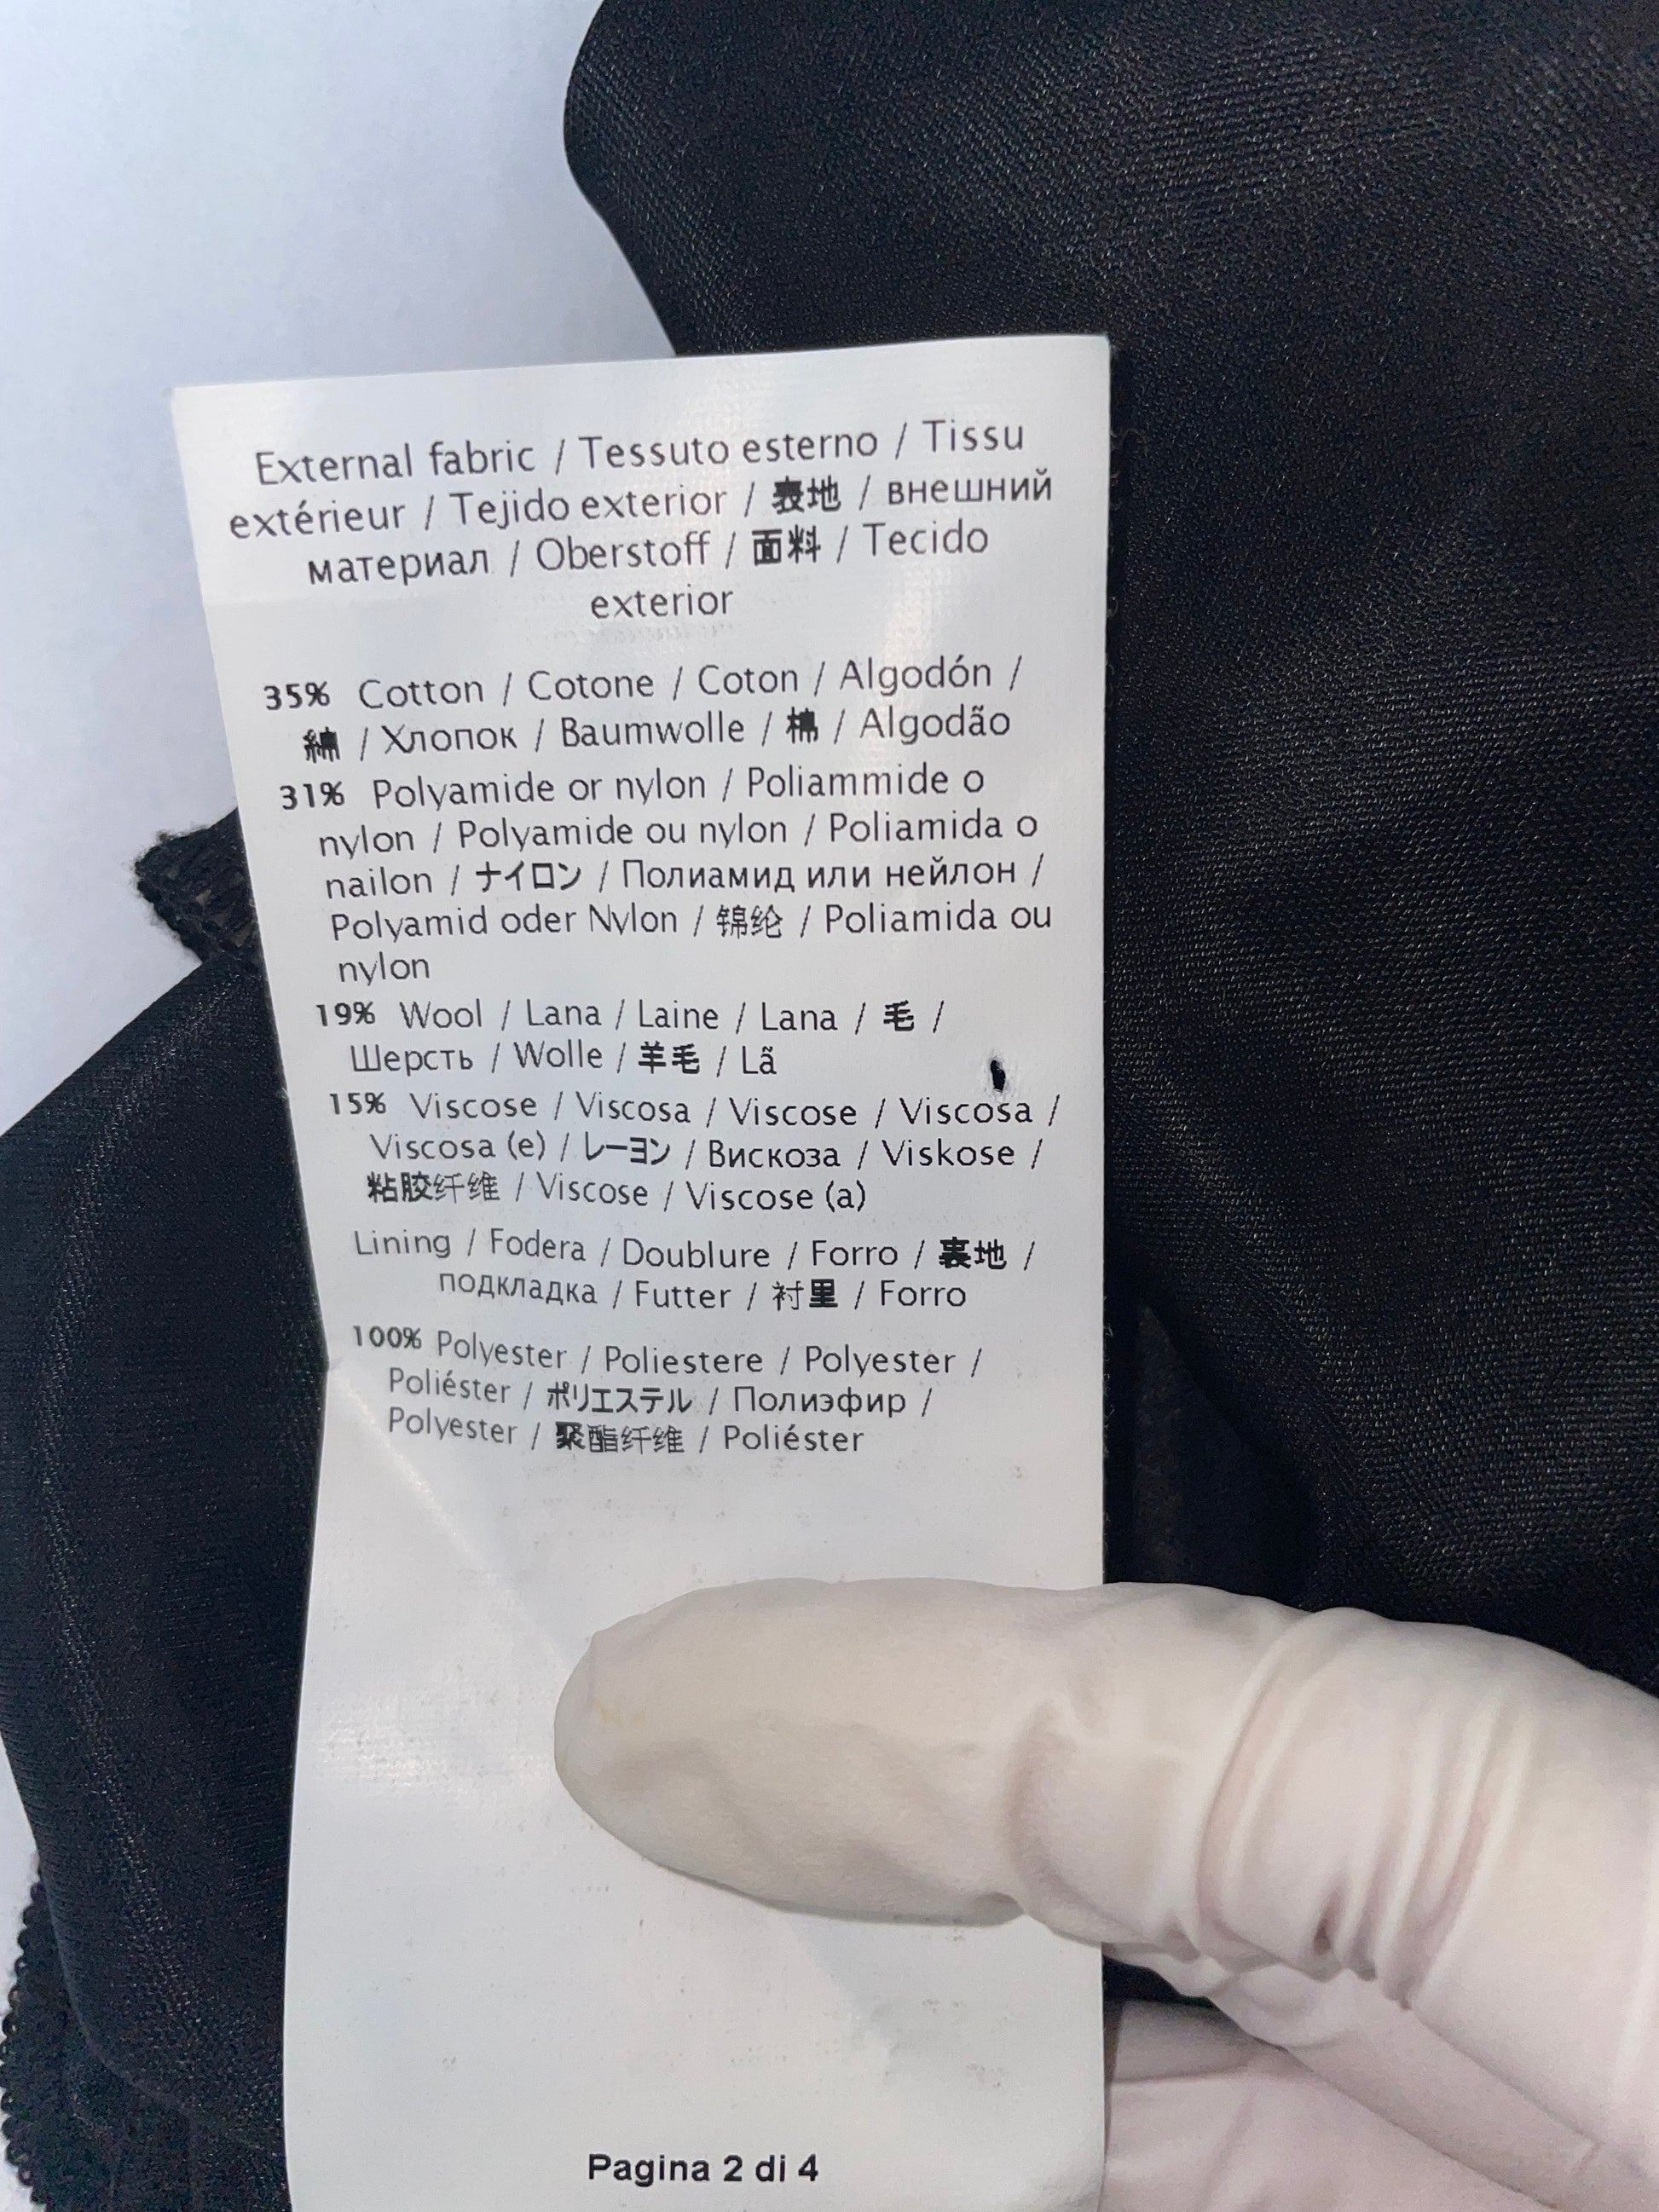 External fabric / Tessuto esterno / Tissu
extérieur / Tejido exterior / 表地 / внешний
материал / Oberstoff / 面料 / Tecido
exterior
35% Cotton / Cotone / Coton / Algodón /
綿 / Хлопок / Baumwolle / 棉 / Algodão
31% Polyamide or nylon / Poliammide o
nylon / Polyamide ou nylon / Poliamida o
nailon / ナイロン / Полиамид или нейлон /
Polyamid oder Nylon / 锦纶 / Poliamida ou
nylon
19% Wool / Lana / Laine / Lana / 毛 /
Шерсть / Wolle / 羊毛 / Lã
15% Viscose / Viscosa / Viscose / Viscosa /
Viscosa (e) / レーヨン / Вискоза / Viskose /
粘胶纤维 / Viscose / Viscose (a)
Lining / Fodera / Doublure / Forro / 裏地 /
подкладка / Futter / 衬里 / Forro
100% Polyester / Poliestere / Polyester /
Poliéster / ポリエステル / Полиэфир /
Polyester / 聚酯纤维 / Poliéster
Pagina 2 di 4